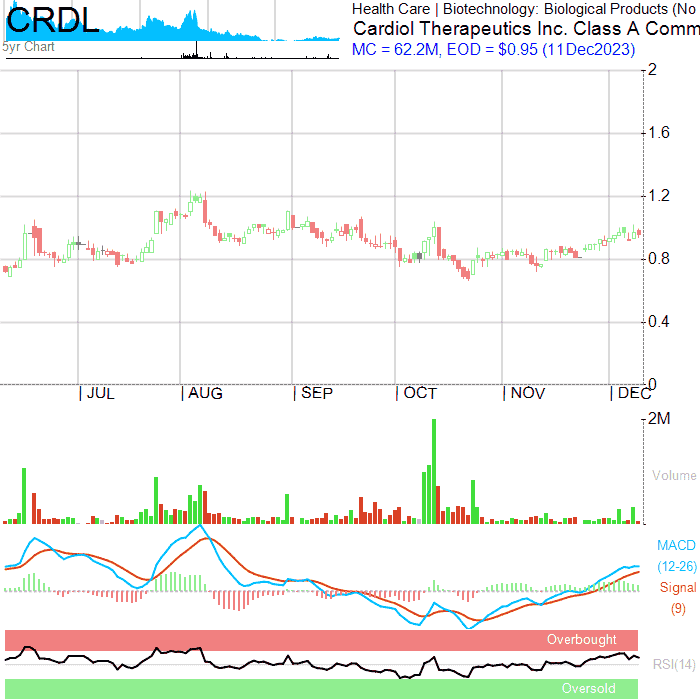 CRDL
5yr Chart
Health Care | Biotechnology: Biological Products (No
Cardiol Therapeutics Inc. Class A Comm
MC = 62.2M, EOD = $0.95 (11Dec2023)
2
1.6
1.2
0.8
0.4
0
| JUL | AUG | SEP | OCT | NOV | DEC
2M
Volume
MACD
(12-26)
Signal
(9)
Overbought
RSI(14)
Oversold